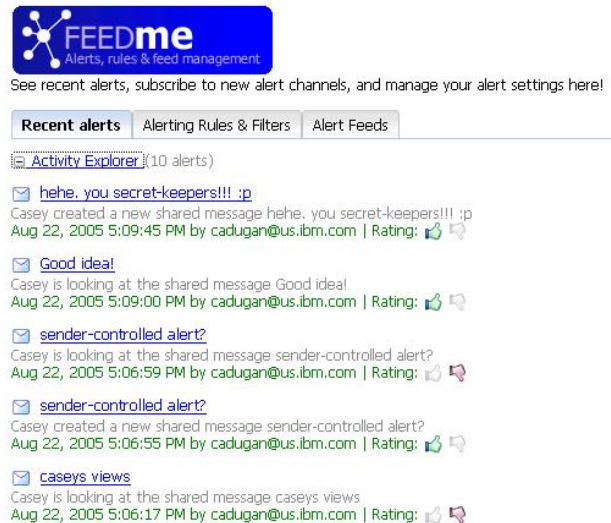 FEEDme
Alerts, rules & feed management
See recent alerts, subscribe to new alert channels, and manage your alert settings here!
Recent alerts Alerting Rules & Filters Alert Feeds
Activity Explorer (10 alerts)
hehe. you secret-keepers!!! :p
Casey created a new shared message hehe. you secret-keepers!!! :p
Aug 22, 2005 5:09:45 PM by cadugan@us.ibm.com | Rating:
Good idea!
Casey is looking at the shared message Good idea!
Aug 22, 2005 5:09:00 PM by cadugan@us.ibm.com | Rating:
sender-controlled alert?
Casey is looking at the shared message sender-controlled alert?
Aug 22, 2005 5:06:59 PM by cadugan@us.ibm.com | Rating:
sender-controlled alert?
Casey created a new shared message sender-controlled alert?
Aug 22, 2005 5:06:55 PM by cadugan@us.ibm.com | Rating:
caseys views
Casey is looking at the shared message caseys views
Aug 22, 2005 5:06:17 PM by cadugan@us.ibm.com | Rating: